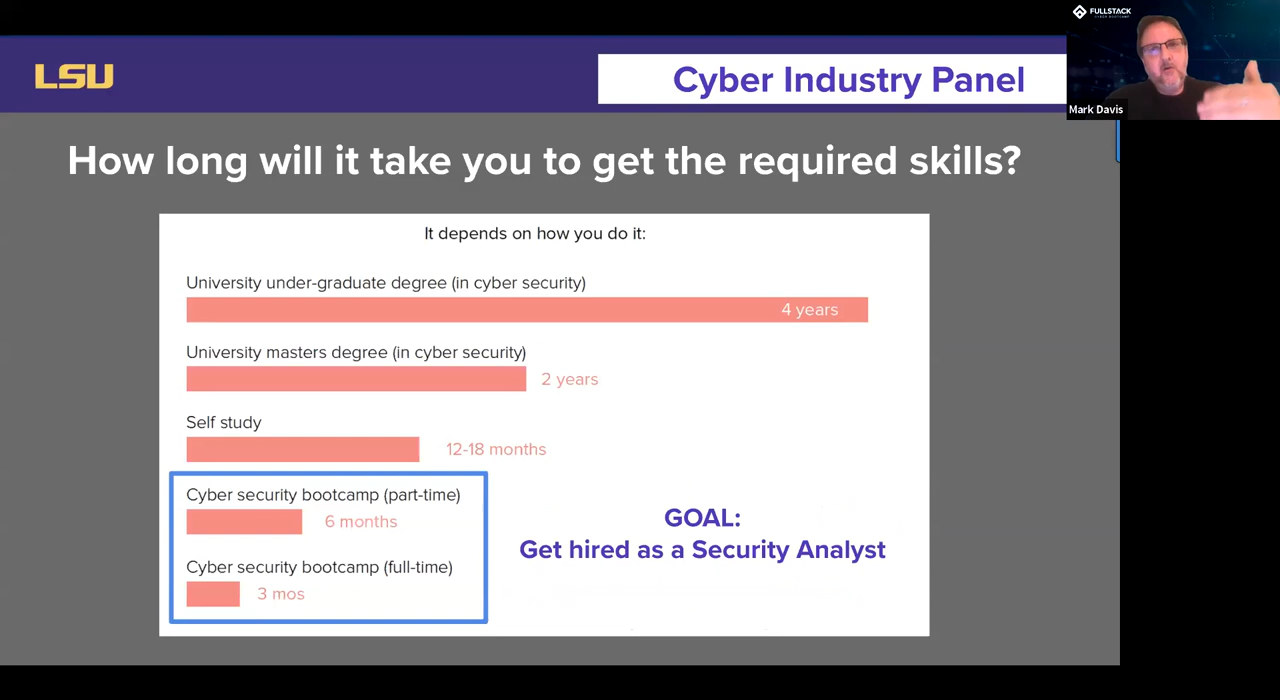 FULLSTACK
CYBER BOOTCAMP
LSU
Cyber Industry Panel
Mark Davis
How long will it take you to get the required skills?
It depends on how you do it:
University under-graduate degree (in cyber security)
4 years
University masters degree (in cyber security)
2 years
Self study
12-18 months
Cyber security bootcamp (part-time)
6 months
Cyber security bootcamp (full-time)
3 mos
GOAL:
Get hired as a Security Analyst